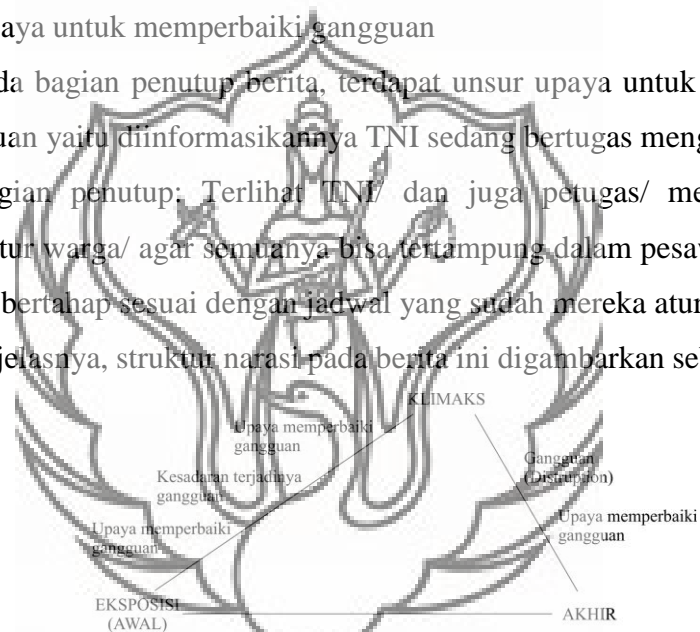 aya untuk memperbaiki gangguan
da bagian penutup berita, terdapat unsur upaya untuk
uan yaitu diinformasikannya TNI sedang bertugas meng
gian penutup: Terlihat TNI/ dan juga petugas/ me
tur warga/ agar semuanya bisa tertampung dalam pesaw
bertahap sesuai dengan jadwal yang sudah mereka atur
jelasnya, struktur narasi pada berita ini digambarkan se
KLIMAKS
Upaya memperbaiki
gangguan
Gangguan
(Distruption)
Kesadaran terjadinya
gangguan
Upaya memperbaiki
gangguan
Upaya memperbaiki
gangguan
EKSPOSISI
(AWAL)
AKHIR